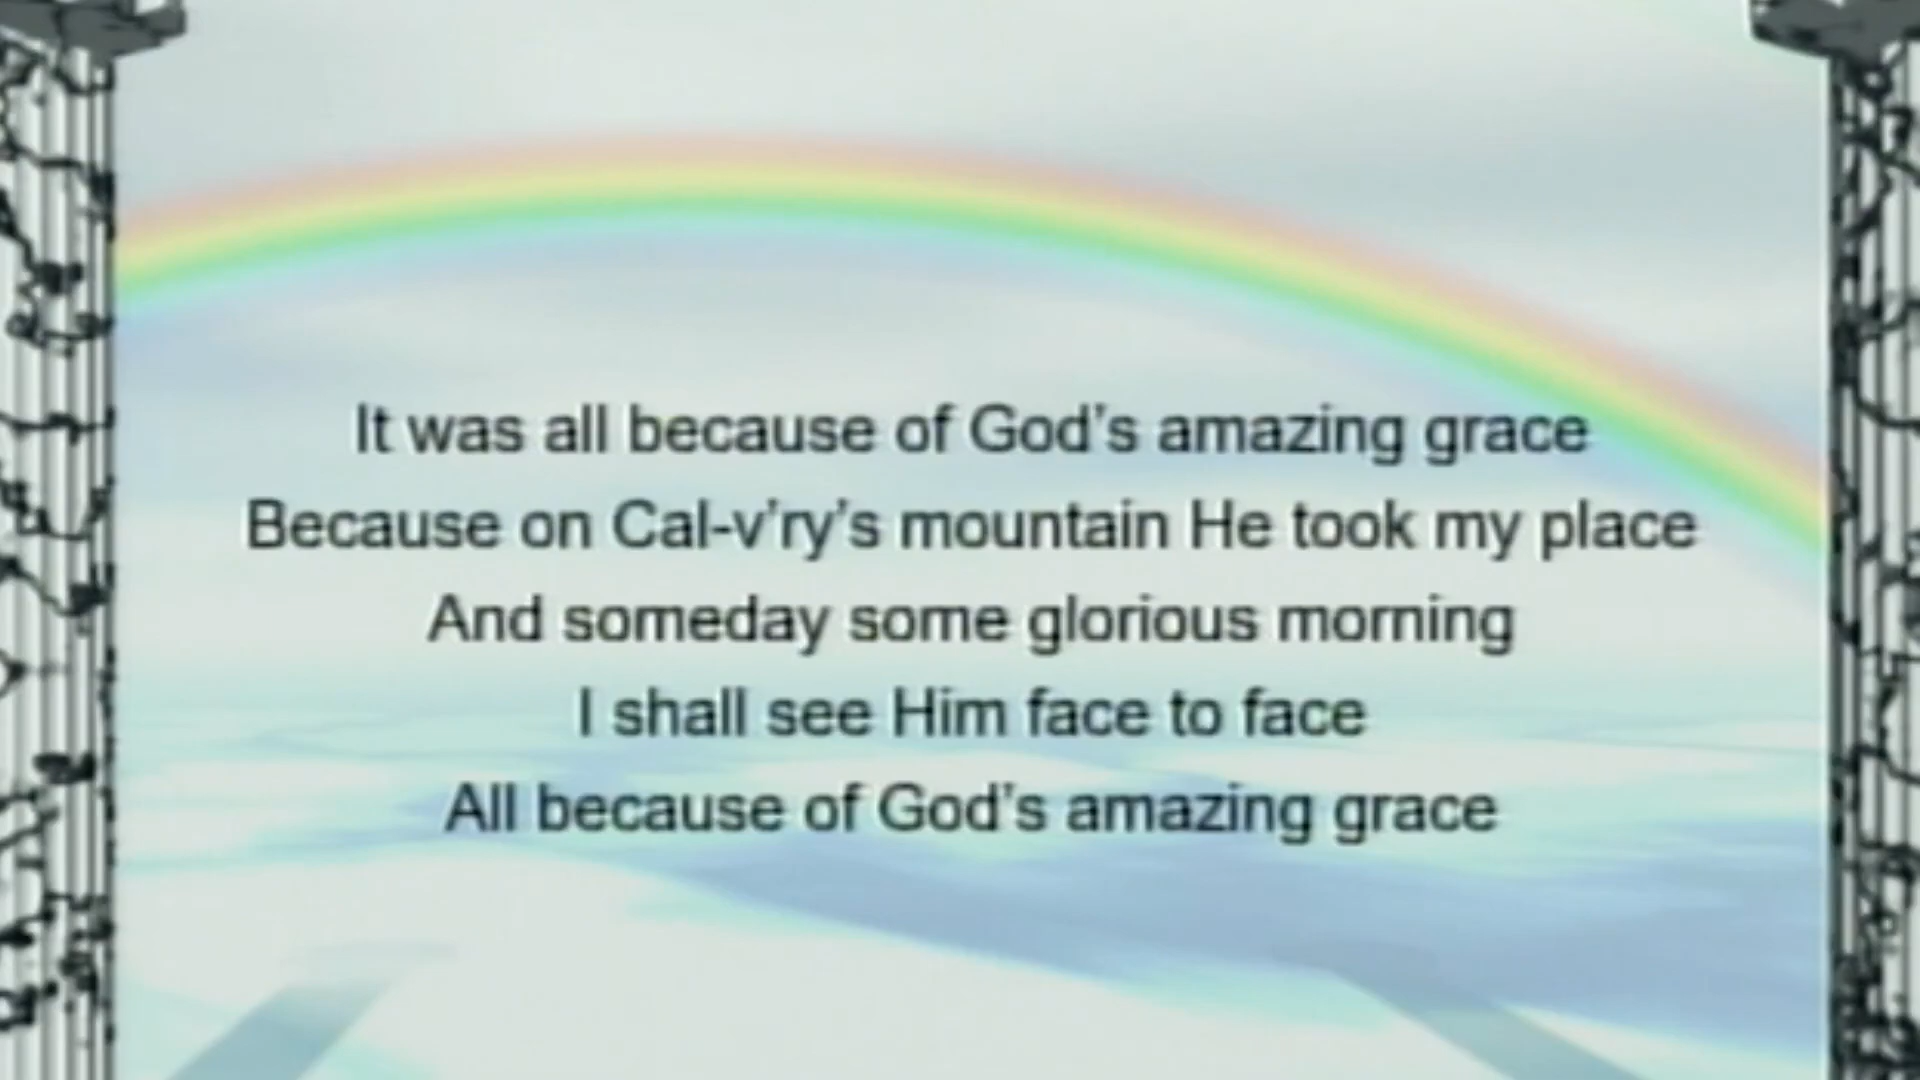 It was all because of God's amazing grace
Because on Cal-v'ry's mountain He took my place
And someday some glorious morning
I shall see Him face to face
All because of God's amazing grace